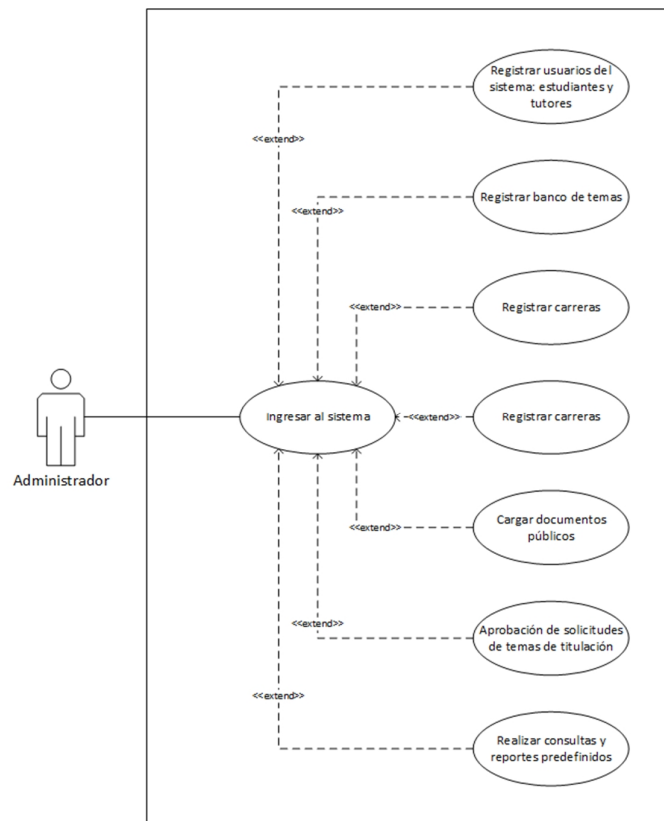 Registrar usuarios del
sistema: estudiantes y
tutores
<<extend>>
Registrar banco de temas
<<extend>>
Registrar carreras
<<extend>>
Ingresar al sistema
<<extend>>
Registrar carreras
Administrador
Cargar documentos
públicos
<<extend>>
Aprobación de solicitudes
de temas de titulación
<<extend>>
<<extend>>
Realizar consultas y
reportes predefinidos